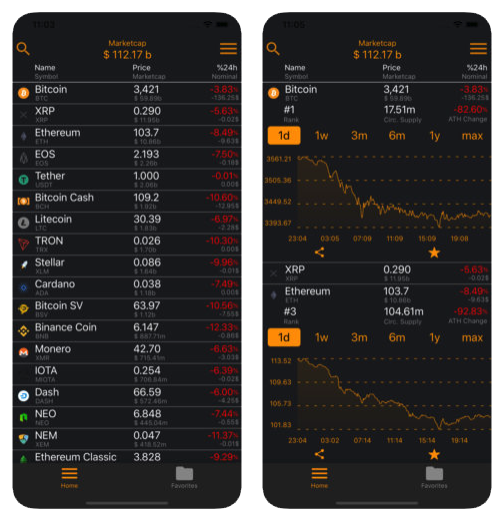 11:03
Marketcap
$ 112.17 b
Name Price %24h
Symbol Marketcap Nominal
Bitcoin 3,421 -3.83%
BTC $ 59.89b -136.25$
XRP 0.290 -5.63%
XRP $ 11.95b -0.02$
Ethereum 103.7 -8.49%
ETH $ 10.86b -9.63$
EOS 2.193 -7.50%
EOS $ 2.06b -0.18$
Tether 1.000 -0.01%
USDT $ 2.06b 0.00$
Bitcoin Cash 109.2 -10.60%
BCH $ 1.92b -12.95$
Litecoin 30.39 -6.97%
LTC $ 1.83b -2.28$
TRON 0.026 -10.30%
TRX $ 1.70b 0.00$
Stellar 0.086 -9.96%
XLM $ 1.64b -0.01$
Cardano 0.038 -7.49%
ADA $ 1.18b 0.00$
Bitcoin SV 63.97 -10.56%
BSV $ 1.12b -7.55$
Binance Coin 6.147 -12.33%
BNB $ 887.71m -0.86$
Monero 42.70 -6.63%
XMR $ 715.41m -3.03$
IOTA 0.254 -6.39%
MIOTA $ 706.84m -0.02$
Dash 66.59 -6.00%
DASH $ 572.46m -4.25$
NEO 6.848 -7.44%
NEO $ 445.04m -0.55$
NEM 0.047 -11.37%
XEM $ 418.52m -0.01$
Ethereum Classic 3.828 -9.29%
Home Favorites
11:05
Marketcap
$ 112.17 b
Name Price %24h
Symbol Marketcap Nominal
Bitcoin 3,421 -3.83%
BTC $ 59.89b -136.25$
#1 17.51m -82.60%
Rank Circ. Supply ATH Change
1d 1w 3m 6m 1y max
3561.21
3505.36
3449.52
3393.67
23:04 03:05 07:09 11:09 15:09 19:08
XRP 0.290 -5.63%
XRP $ 11.95b -0.02$
Ethereum 103.7 -8.49%
ETH $ 10.86b -9.63$
#3 104.61m -92.83%
Rank Circ. Supply ATH Change
1d 1w 3m 6m 1y max
113.52
109.63
105.73
101.83
23:04 03:02 07:14 11:14 15:14 19:14
Home Favorites